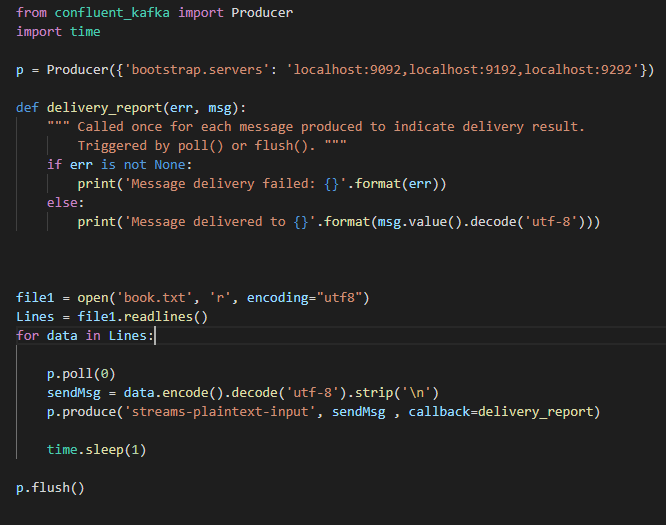 from confluent_kafka import Producer
import time
p = Producer({'bootstrap.servers': 'localhost:9092,localhost:9192,localhost:9292'})
def delivery_report(err, msg):
    """ Called once for each message produced to indicate delivery result.
        Triggered by poll() or flush(). """
    if err is not None:
        print('Message delivery failed: {}'.format(err))
    else:
        print('Message delivered to {}'.format(msg.value().decode('utf-8')))
file1 = open('book.txt', 'r', encoding="utf8")
Lines = file1.readlines()
for data in Lines:
    p.poll(0)
    sendMsg = data.encode().decode('utf-8').strip('\n')
    p.produce('streams-plaintext-input', sendMsg , callback=delivery_report)
    time.sleep(1)
p.flush()